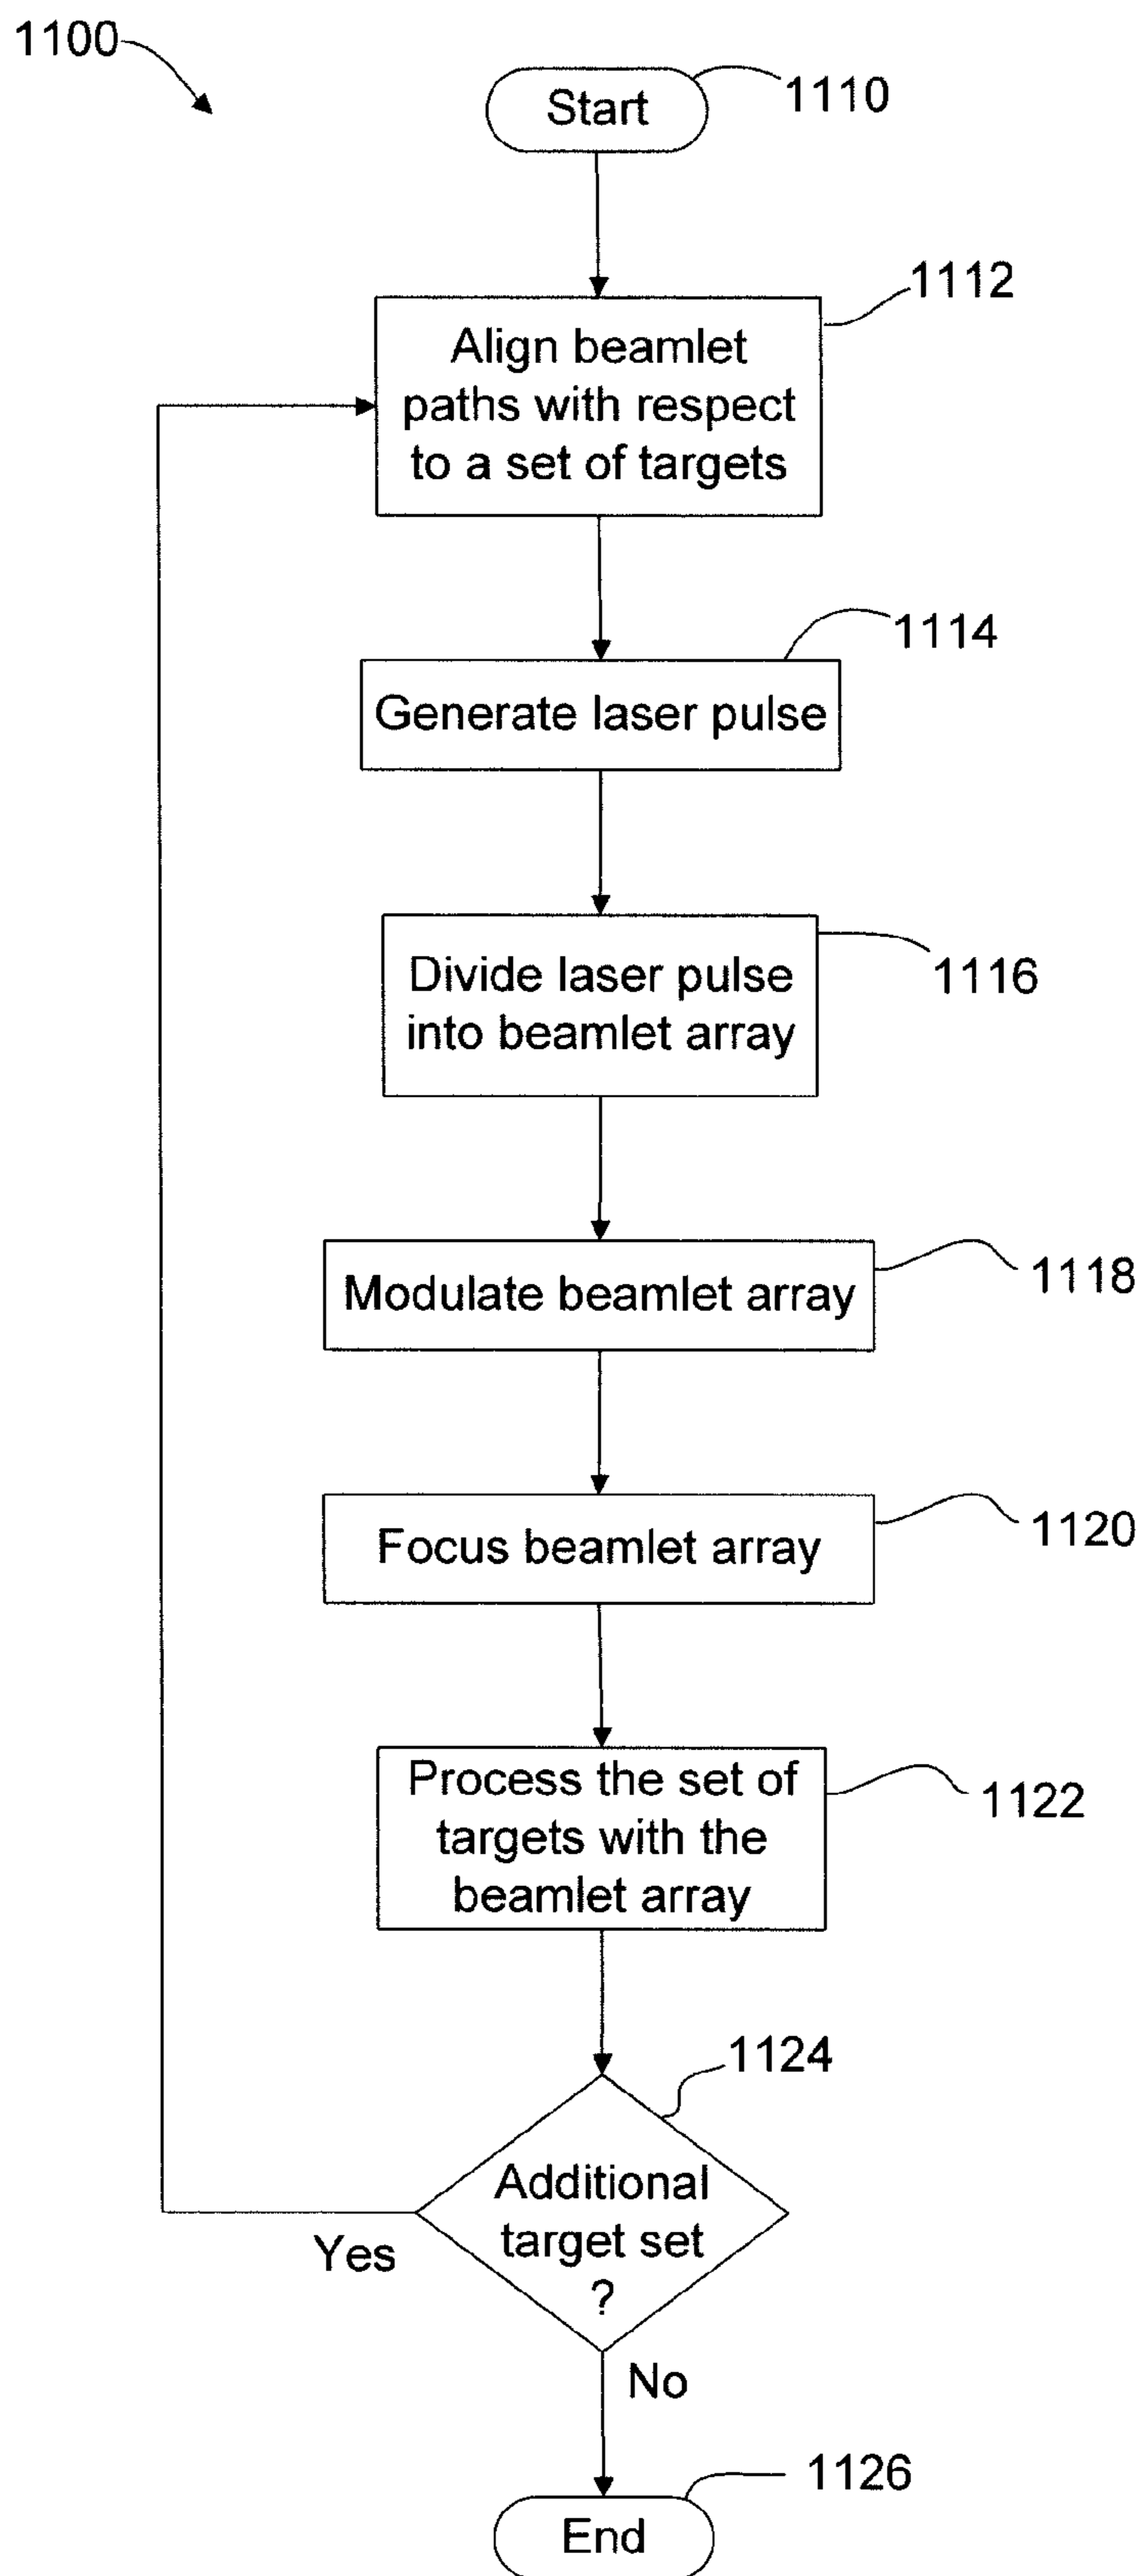 1100
Start
1110
1112
Align beamlet
paths with respect
to a set of targets
1114
Generate laser pulse
1116
Divide laser pulse
into beamlet array
1118
Modulate beamlet array
1120
Focus beamlet array
1122
Process the set of
targets with the
beamlet array
1124
Additional
target set
?
Yes
No
1126
End